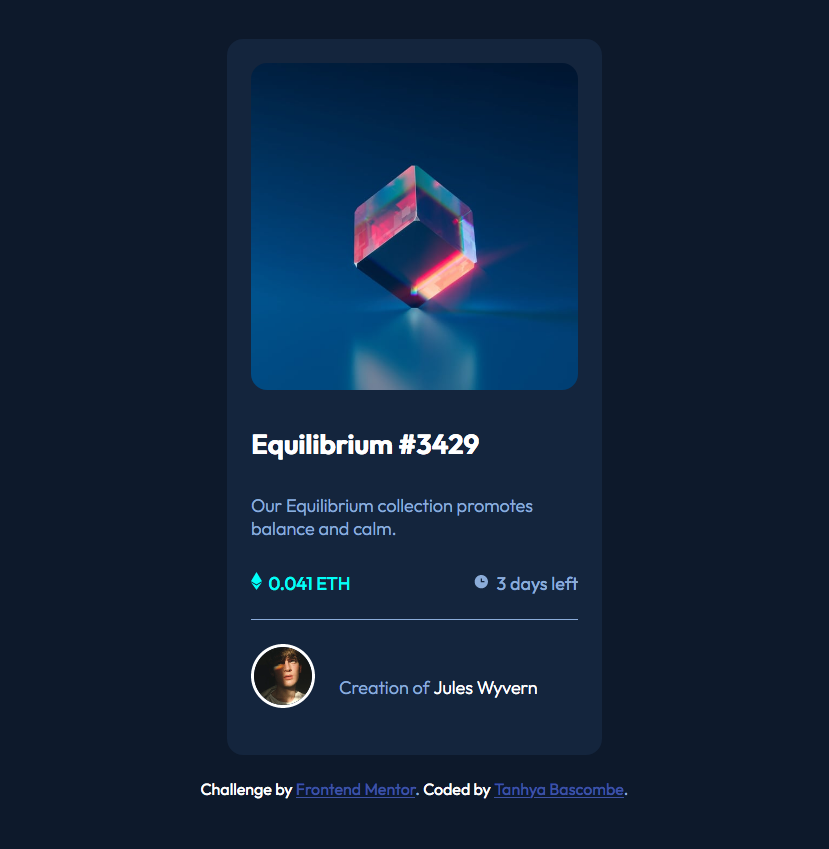 Equilibrium #3429
Our Equilibrium collection promotes
balance and calm.
0.041 ETH
3 days left
Creation of Jules Wyvern
Challenge by Frontend Mentor. Coded by Tanhya Bascombe.